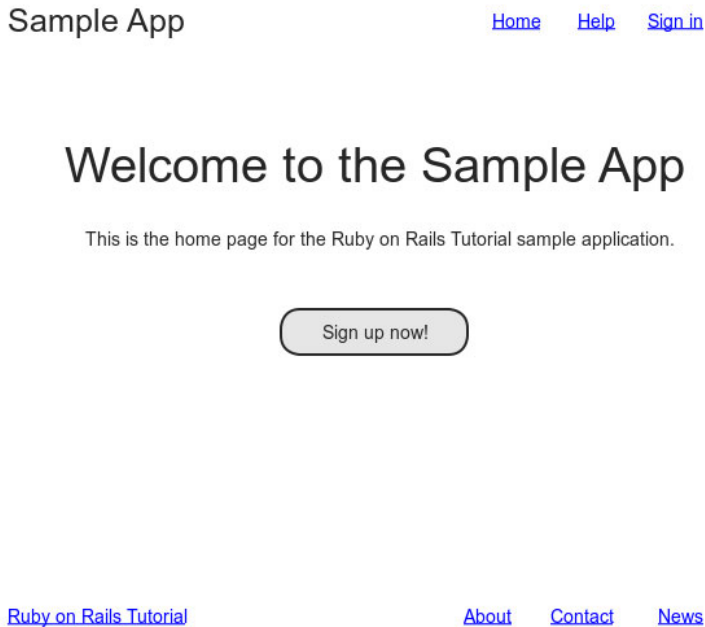 Sample App Home Help Sign in
Welcome to the Sample App
This is the home page for the Ruby on Rails Tutorial sample application.
Sign up now!
Ruby on Rails Tutorial About Contact News